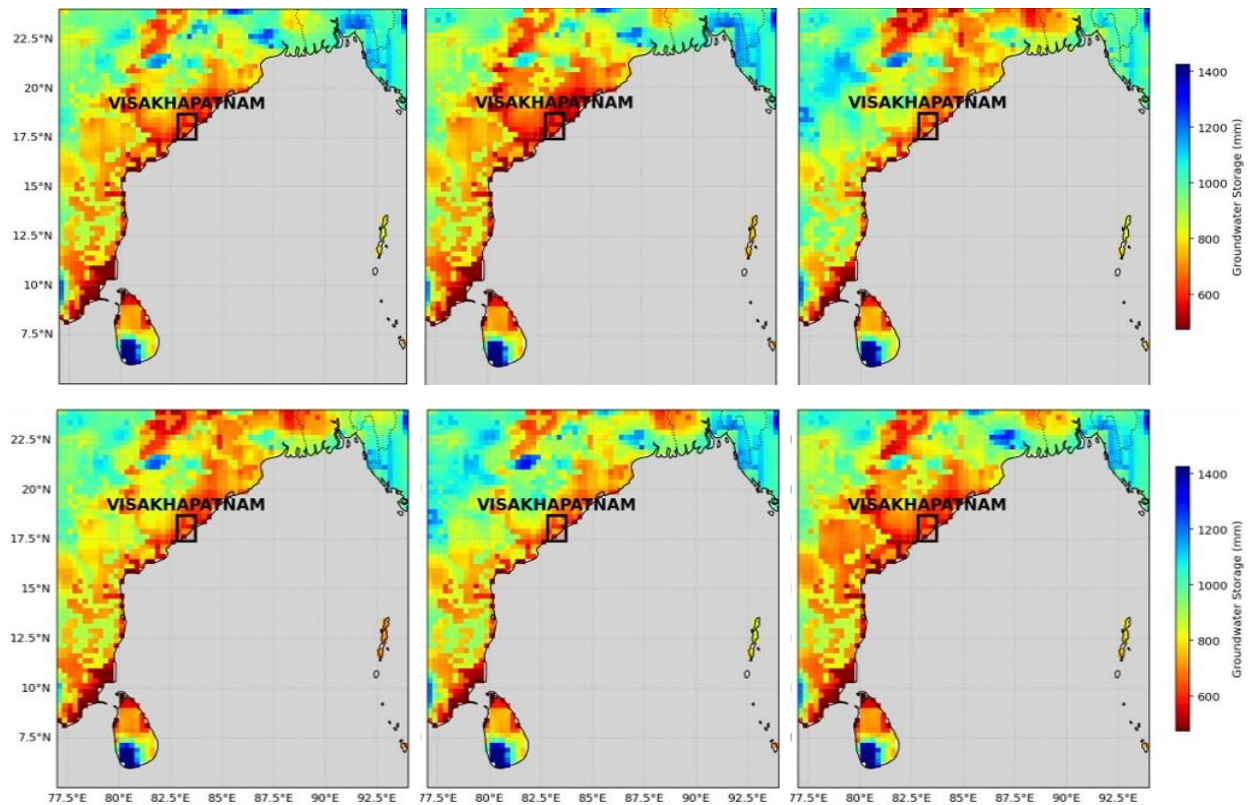 22.5°N
20°N
17.5°N
15°N
12.5°N
10°N
7.5°N
VISAKHAPATNAM
VISAKHAPATNAM
VISAKHAPATNAM
1400
1200
1000
800
600
Groundwater Storage (mm)
22.5°N
20°N
17.5°N
15°N
12.5°N
10°N
7.5°N
VISAKHAPATNAM
VISAKHAPATNAM
VISAKHAPATNAM
1400
1200
1000
800
600
Groundwater Storage (mm)
77.5°E 80°E 82.5°E 85°E 87.5°E 90°E 92.5°E
77.5°E 80°E 82.5°E 85°E 87.5°E 90°E 92.5°E
77.5°E 80°E 82.5°E 85°E 87.5°E 90°E 92.5°E